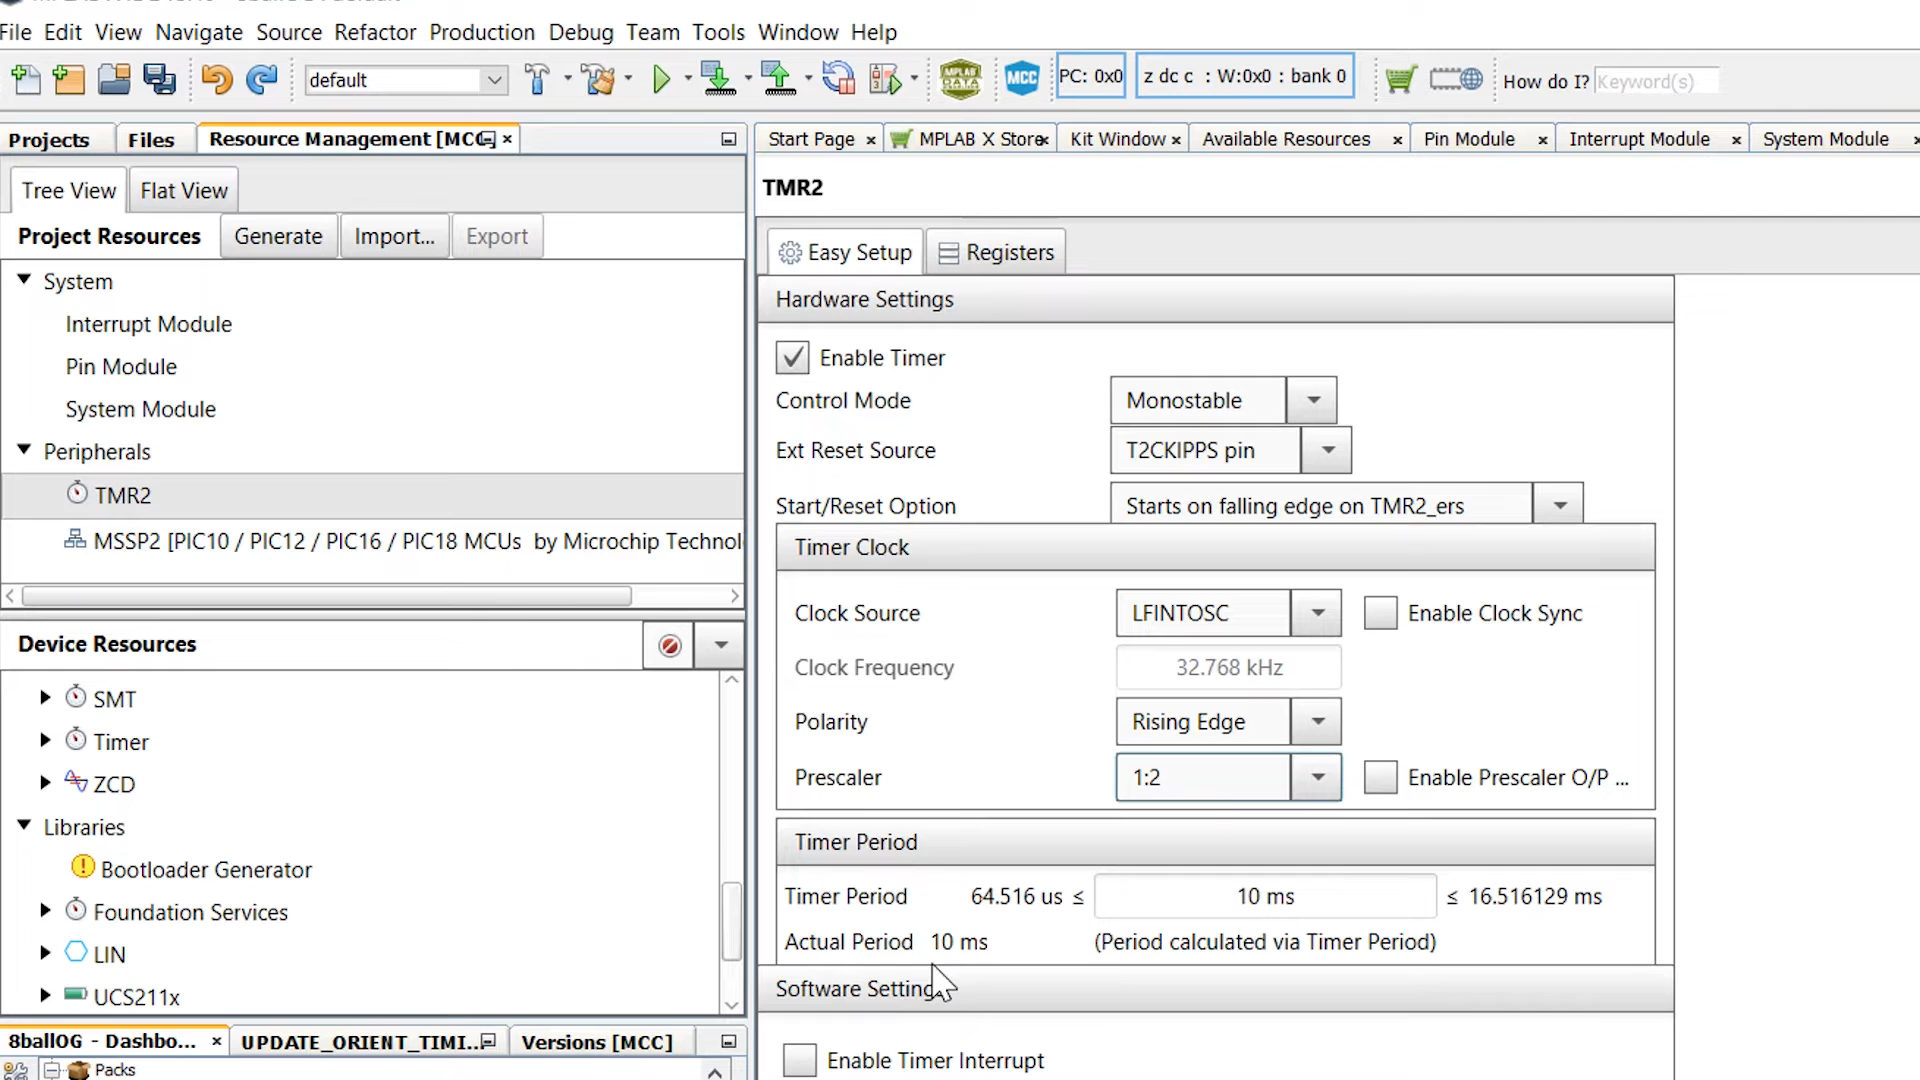 File Edit View Navigate Source Refactor Production Debug Team Tools Window Help
default
MPLAB DATA
MCC
PC: 0x0
z dc c : W:0x0 : bank 0
How do I? Keyword(s)
Projects
Files
Resource Management [MCC]
Tree View
Flat View
Project Resources
Generate
Import...
Export
System
Interrupt Module
Pin Module
System Module
Peripherals
TMR2
MSSP2 [PIC10 / PIC12 / PIC16 / PIC18 MCUs by Microchip Technol
Device Resources
SMT
Timer
ZCD
Libraries
Bootloader Generator
Foundation Services
LIN
UCS211x
8ballOG - Dashbo...
UPDATE_ORIENT_TIMI...
Versions [MCC]
Packs
Start Page
MPLAB X Store
Kit Window
Available Resources
Pin Module
Interrupt Module
System Module
TMR2
Easy Setup
Registers
Hardware Settings
Enable Timer
Control Mode Monostable
Ext Reset Source T2CKIPPS pin
Start/Reset Option Starts on falling edge on TMR2_ers
Timer Clock
Clock Source LFINTOSC Enable Clock Sync
Clock Frequency 32.768 kHz
Polarity Rising Edge
Prescaler 1:2 Enable Prescaler O/P ...
Timer Period
Timer Period 64.516 us ≤ 10 ms ≤ 16.516129 ms
Actual Period 10 ms (Period calculated via Timer Period)
Software Settings
Enable Timer Interrupt